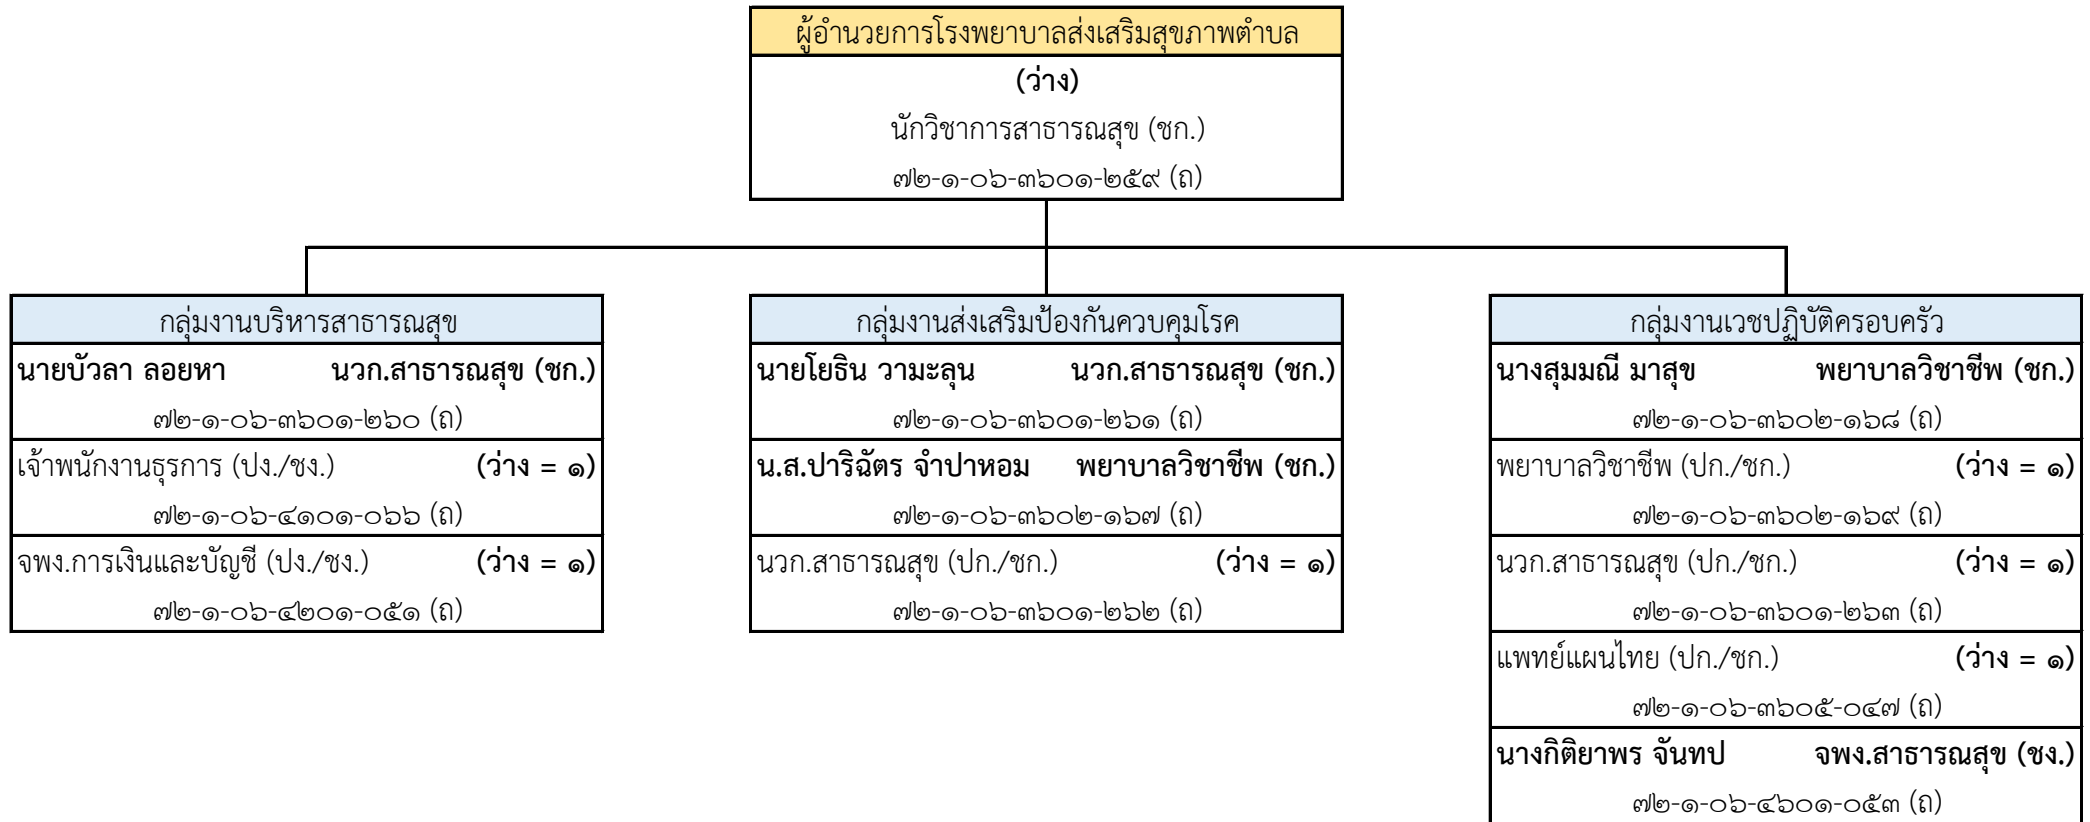 ผู้อำนวยการโรงพยาบาลส่งเสริมสุขภาพตำบล
(ว่าง)
นักวิชาการสาธารณสุข (ชก.)
๗๒-๑-๐๖-๓๖๐๑-๒๕๙ (ถ)
กลุ่มงานบริหารสาธารณสุข
นายบัวลา ลอยหา นวก.สาธารณสุข (ชก.)
๗๒-๑-๐๖-๓๖๐๑-๒๖๐ (ถ)
เจ้าพนักงานธุรการ (ปง./ชง.) (ว่าง = ๑)
๗๒-๑-๐๖-๔๑๐๑-๐๖๖ (ถ)
จพง.การเงินและบัญชี (ปง./ชง.) (ว่าง = ๑)
๗๒-๑-๐๖-๔๒๐๑-๐๕๑ (ถ)
กลุ่มงานส่งเสริมป้องกันควบคุมโรค
นายโยธิน วามะลุน นวก.สาธารณสุข (ชก.)
๗๒-๑-๐๖-๓๖๐๑-๒๖๑ (ถ)
น.ส.ปาริฉัตร จำปาหอม พยาบาลวิชาชีพ (ชก.)
๗๒-๑-๐๖-๓๖๐๒-๑๖๗ (ถ)
นวก.สาธารณสุข (ปก./ชก.) (ว่าง = ๑)
๗๒-๑-๐๖-๓๖๐๑-๒๖๒ (ถ)
กลุ่มงานเวชปฏิบัติครอบครัว
นางสุมมณี มาสุข พยาบาลวิชาชีพ (ชก.)
๗๒-๑-๐๖-๓๖๐๒-๑๖๘ (ถ)
พยาบาลวิชาชีพ (ปก./ชก.) (ว่าง = ๑)
๗๒-๑-๐๖-๓๖๐๒-๑๖๙ (ถ)
นวก.สาธารณสุข (ปก./ชก.) (ว่าง = ๑)
๗๒-๑-๐๖-๓๖๐๑-๒๖๓ (ถ)
แพทย์แผนไทย (ปก./ชก.) (ว่าง = ๑)
๗๒-๑-๐๖-๓๖๐๕-๐๔๗ (ถ)
นางกิติยาพร จันทป จพง.สาธารณสุข (ชง.)
๗๒-๑-๐๖-๔๖๐๑-๐๕๓ (ถ)